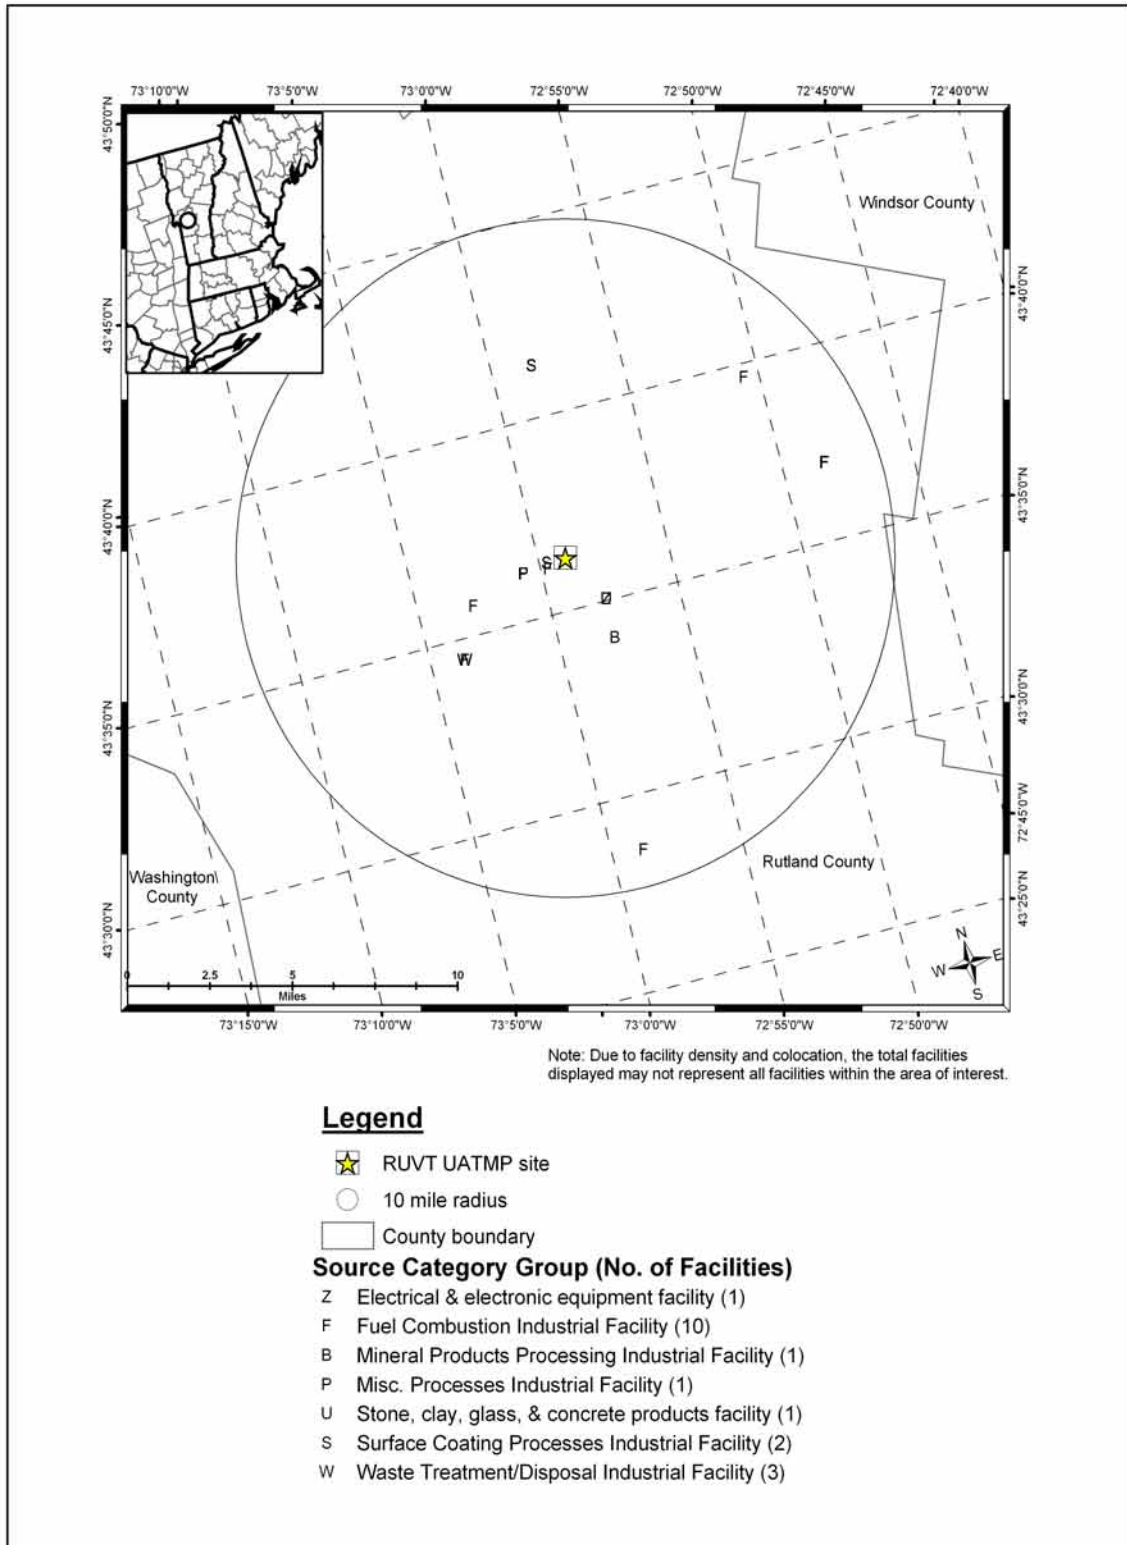 73°10'0"W 73°5'0"W 73°0'0"W 72°55'0"W 72°50'0"W 72°45'0"W 72°40'0"W
43°50'0"N
Windsor County
43°40'0"N
43°45'0"N
S
F
F
43°35'0"N
43°40'0"N
S
F
P
Z
F
B
W
43°35'0"N
43°30'0"N
72°45'0"W
F
Rutland County
Washington\
County
43°25'0"N
43°30'0"N
N
W E
S
0 2.5 5 10
Miles
73°15'0"W 73°10'0"W 73°5'0"W 73°0'0"W 72°55'0"W 72°50'0"W
Note: Due to facility density and colocation, the total facilities
displayed may not represent all facilities within the area of interest.
Legend
RUVT UATMP site
10 mile radius
County boundary
Source Category Group (No. of Facilities)
Z Electrical & electronic equipment facility (1)
F Fuel Combustion Industrial Facility (10)
B Mineral Products Processing Industrial Facility (1)
P Misc. Processes Industrial Facility (1)
U Stone, clay, glass, & concrete products facility (1)
S Surface Coating Processes Industrial Facility (2)
W Waste Treatment/Disposal Industrial Facility (3)